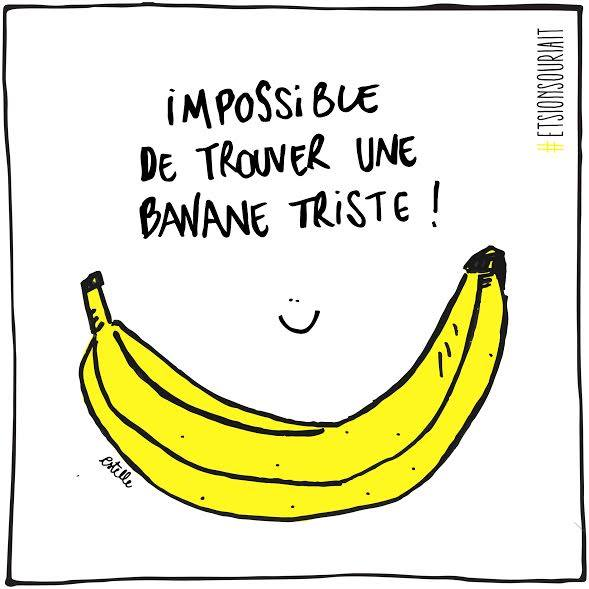 iMPOSSiBLE
DE TROUVER UNE
BANANE TRiSTE !
#ETSIONSOURIAIT
estelle